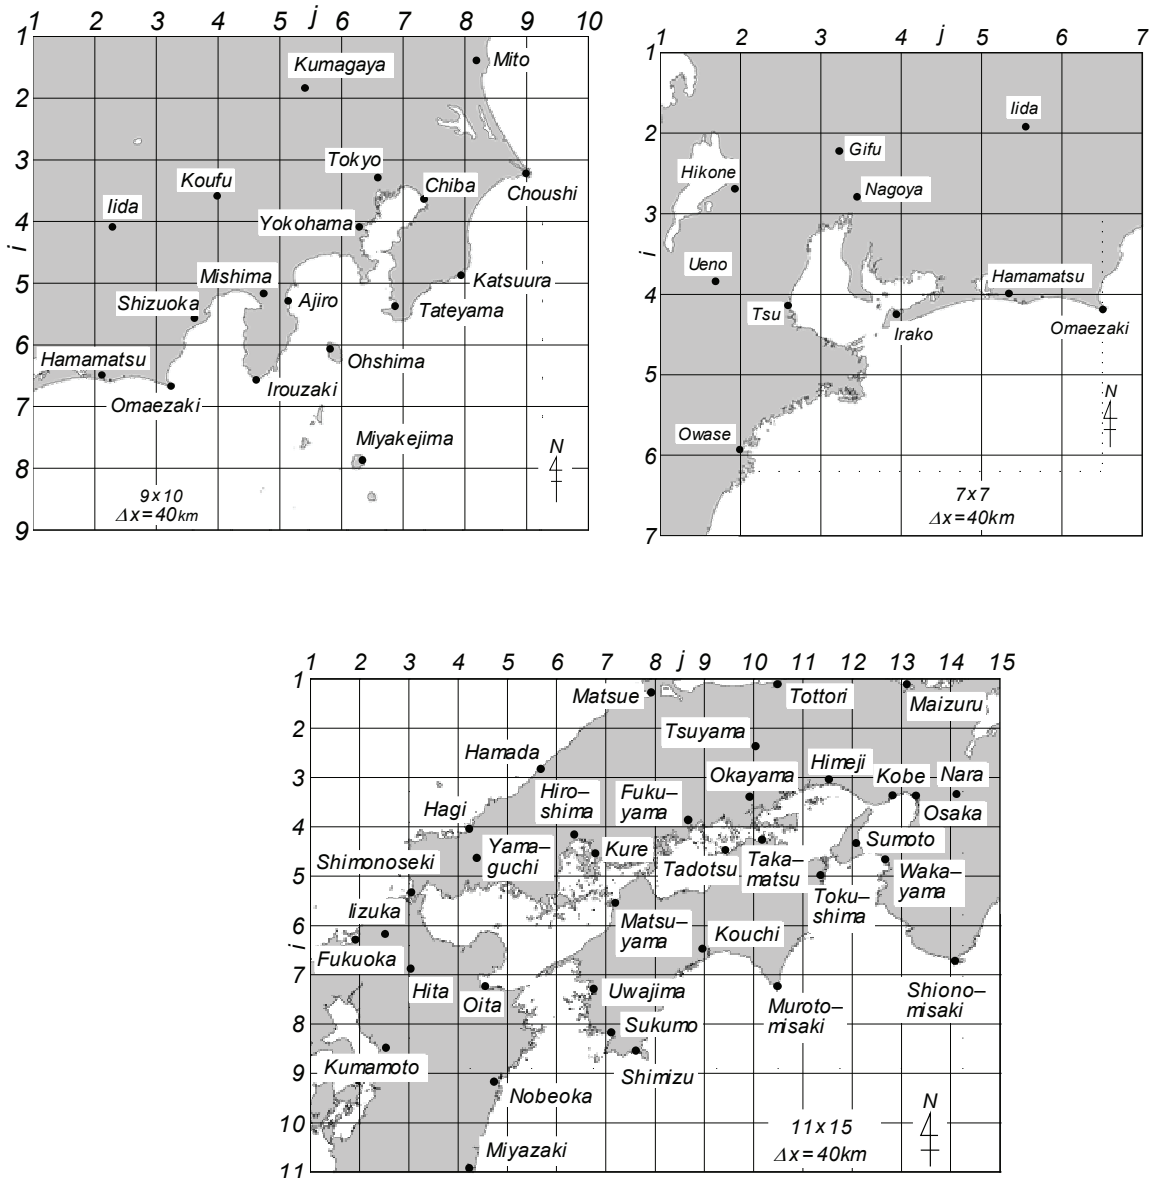 1 2 3 4 5 j 6 7 8 9 10
1
2
3
4
i
5
6
7
8
9
Mito
Kumagaya
Tokyo
Koufu
Chiba
Choushi
Iida
Yokohama
Mishima
Katsuura
Shizuoka
Ajiro
Tateyama
Hamamatsu
Ohshima
Irouzaki
Omaezaki
Miyakejima
N
9x10
Δx=40km
1 2 3 4 j 5 6 7
1
2
3
i
4
5
6
7
Iida
Gifu
Hikone
Nagoya
Ueno
Hamamatsu
Tsu
Irako
Omaezaki
N
Owase
7x7
Δx=40km
1 2 3 4 5 6 7 8 j 9 10 11 12 13 14 15
1
2
3
4
5
6
i
7
8
9
10
11
Matsue
Tottori
Maizuru
Tsuyama
Hamada
Himeji
Okayama
Kobe
Nara
Hiro–
shima
Fuku–
yama
Hagi
Osaka
Sumoto
Yama–
guchi
Kure
Tadotsu
Taka–
matsu
Shimonoseki
Waka–
yama
Toku–
shima
Iizuka
Matsu–
yama
Kouchi
Fukuoka
Hita
Oita
Uwajima
Muroto–
misaki
Shiono–
misaki
Sukumo
Kumamoto
Shimizu
Nobeoka
N
11x15
Δx=40km
Miyazaki